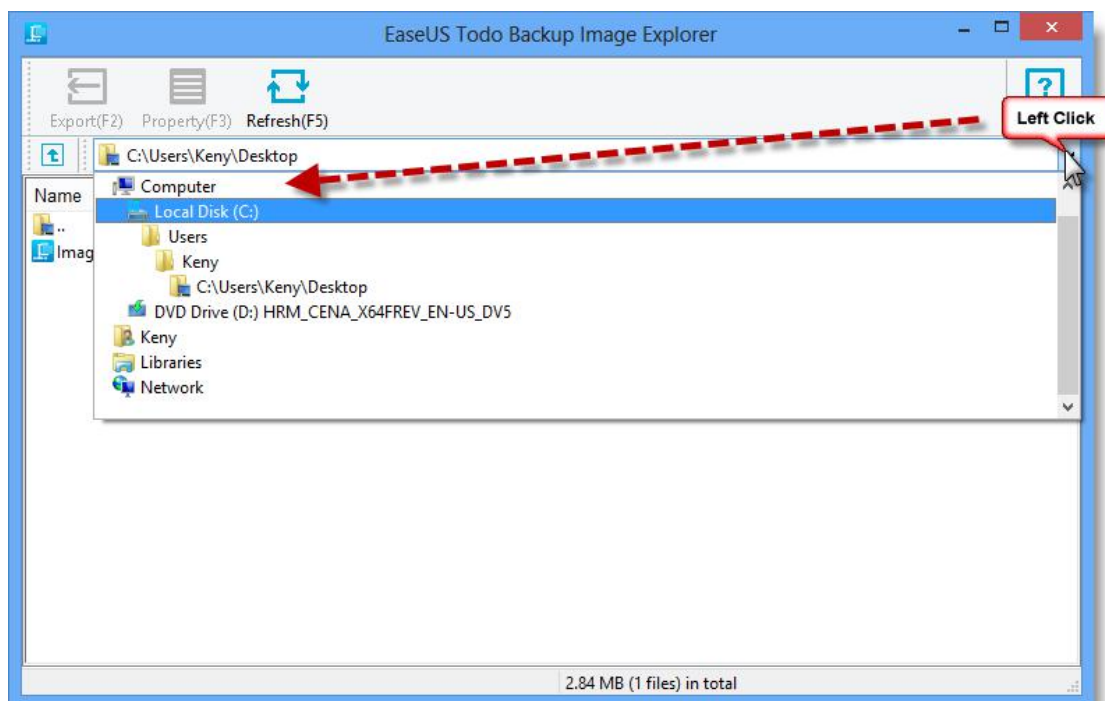 EaseUS Todo Backup Image Explorer
Export(F2) Property(F3) Refresh(F5)
?
Left Click
C:\Users\Keny\Desktop
Name
Computer
Local Disk (C:)
..
Users
Imag
Keny
C:\Users\Keny\Desktop
DVD Drive (D:) HRM_CENA_X64FREV_EN-US_DV5
Keny
Libraries
Network
2.84 MB (1 files) in total